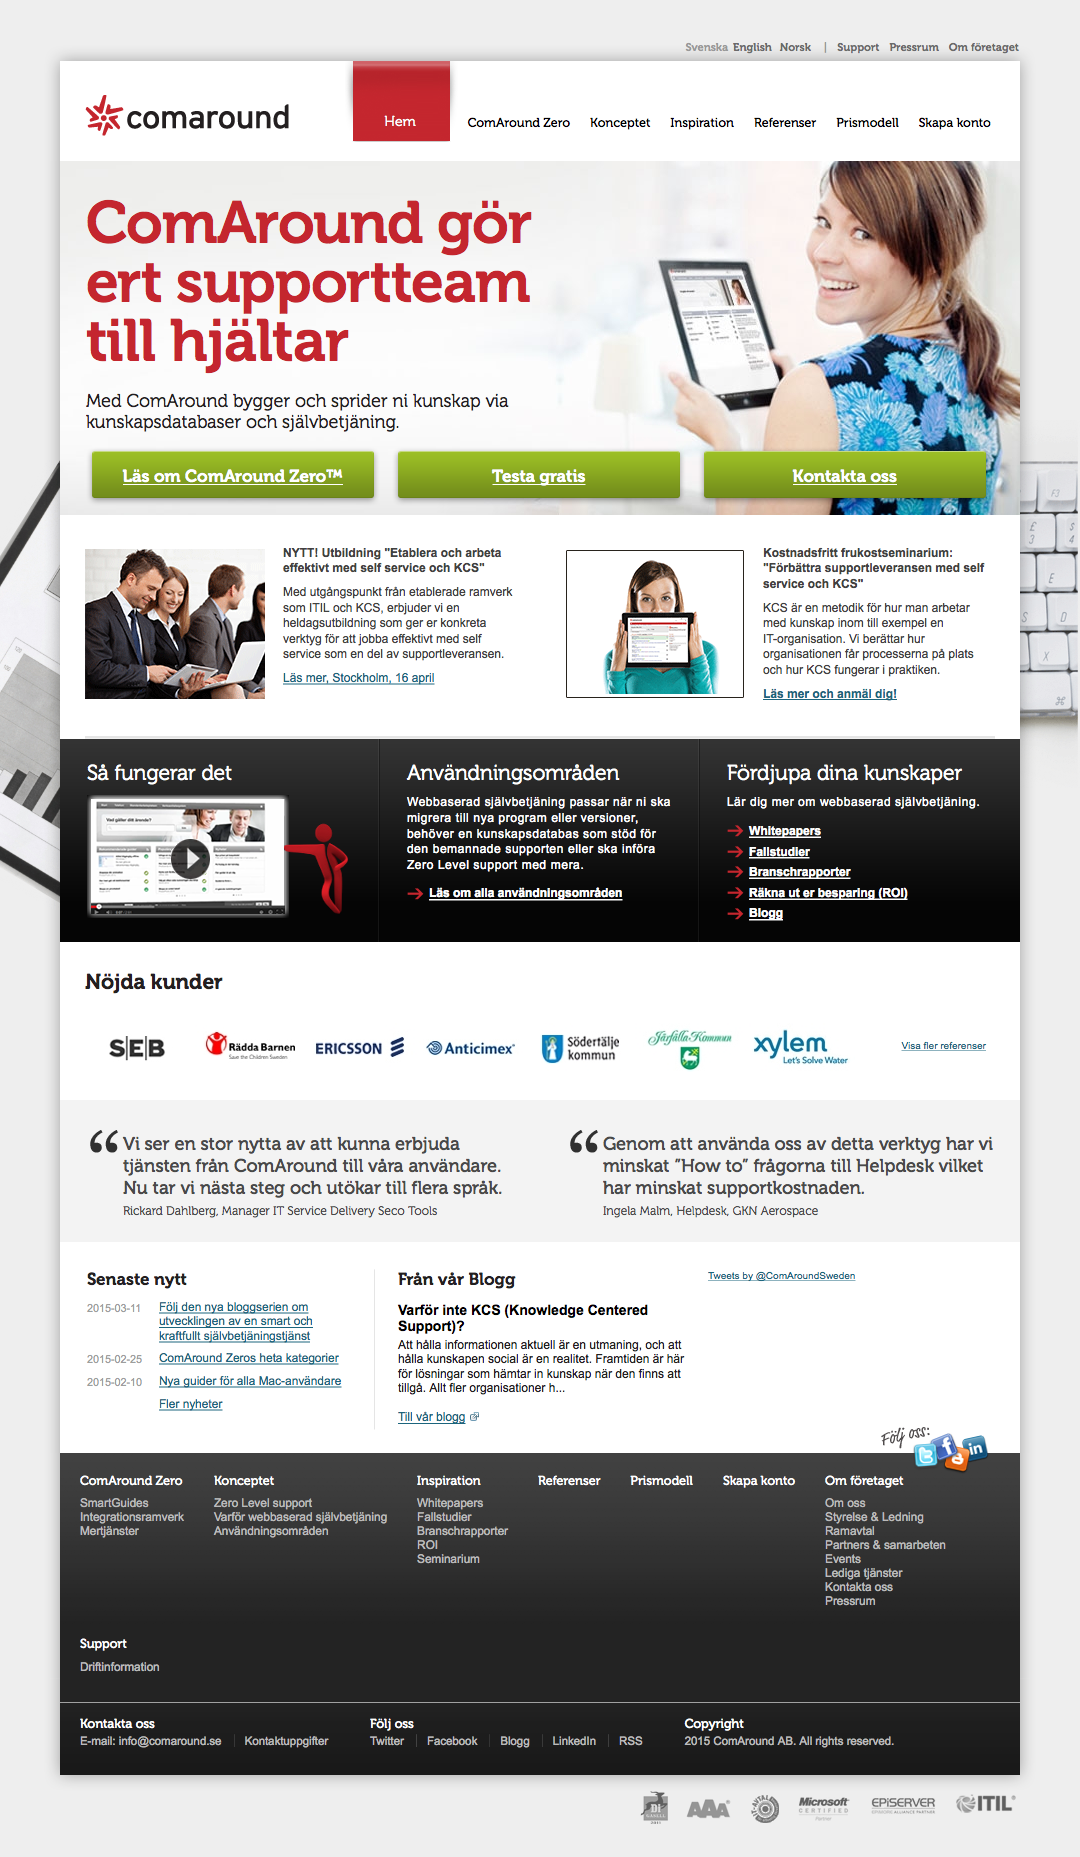 Svenska English Norsk | Support Pressrum Om företaget
comaround
Hem
ComAround Zero Konceptet Inspiration Referenser Prismodell Skapa konto
ComAround gör
ert supportteam
till hjältar
Med ComAround bygger och sprider ni kunskap via
kunskapsdatabaser och självbetjäning.
Läs om ComAround Zero™
Testa gratis
Kontakta oss
NYTT! Utbildning "Etablera och arbeta
effektivt med self service och KCS"
Med utgångspunkt från etablerade ramverk
som ITIL och KCS, erbjuder vi en
heldagsutbildning som ger er konkreta
verktyg för att jobba effektivt med self
service som en del av supportleveransen.
Läs mer, Stockholm, 16 april
Kostnadsfritt frukostseminarium:
"Förbättra supportleveransen med self
service och KCS"
KCS är en metodik för hur man arbetar
med kunskap inom till exempel en
IT-organisation. Vi berättar hur
organisationen får processerna på plats
och hur KCS fungerar i praktiken.
Läs mer och anmäl dig!
Så fungerar det
Vad gäller ditt ärende?
Användningsområden
Webbaserad självbetjäning passar när ni ska
migrera till nya program eller versioner,
behöver en kunskapsdatabas som stöd för
den bemannade supporten eller ska införa
Zero Level support med mera.
Läs om alla användningsområden
Fördjupa dina kunskaper
Lär dig mer om webbaserad självbetjäning.
Whitepapers
Fallstudier
Branschrapporter
Räkna ut er besparing (ROI)
Blogg
Nöjda kunder
S|E|B
Rädda Barnen
Save the Children Sweden
ERICSSON
Anticimex®
Södertälje
kommun
Järfälla Kommun
xylem
Let's Solve Water
Visa fler referenser
“ Vi ser en stor nytta av att kunna erbjuda
tjänsten från ComAround till våra användare.
Nu tar vi nästa steg och utökar till flera språk.
Rickard Dahlberg, Manager IT Service Delivery Seco Tools
“ Genom att använda oss av detta verktyg har vi
minskat ”How to” frågorna till Helpdesk vilket
har minskat supportkostnaden.
Ingela Malm, Helpdesk, GKN Aerospace
Senaste nytt
2015-03-11 Följ den nya bloggserien om
utvecklingen av en smart och
kraftfullt självbetjäningstjänst
2015-02-25 ComAround Zeros heta kategorier
2015-02-10 Nya guider för alla Mac-användare
Fler nyheter
Från vår Blogg
Varför inte KCS (Knowledge Centered
Support)?
Att hålla informationen aktuell är en utmaning, och att
hålla kunskapen social är en realitet. Framtiden är här
för lösningar som hämtar in kunskap när den finns att
tillgå. Allt fler organisationer h...
Till vår blogg
Tweets by @ComAroundSweden
Följ oss:
ComAround Zero
SmartGuides
Integrationsramverk
Mertjänster
Konceptet
Zero Level support
Varför webbaserad självbetjäning
Användningsområden
Inspiration
Whitepapers
Fallstudier
Branschrapporter
ROI
Seminarium
Referenser
Prismodell
Skapa konto
Om företaget
Om oss
Styrelse & Ledning
Ramavtal
Partners & samarbeten
Events
Lediga tjänster
Kontakta oss
Pressrum
Support
Driftinformation
Kontakta oss
E-mail: info@comaround.se | Kontaktuppgifter
Följ oss
Twitter | Facebook | Blogg | LinkedIn | RSS
Copyright
2015 ComAround AB. All rights reserved.
DI
AAA
Microsoft
CERTIFIED
Partner
EPiSERVER
ITIL®